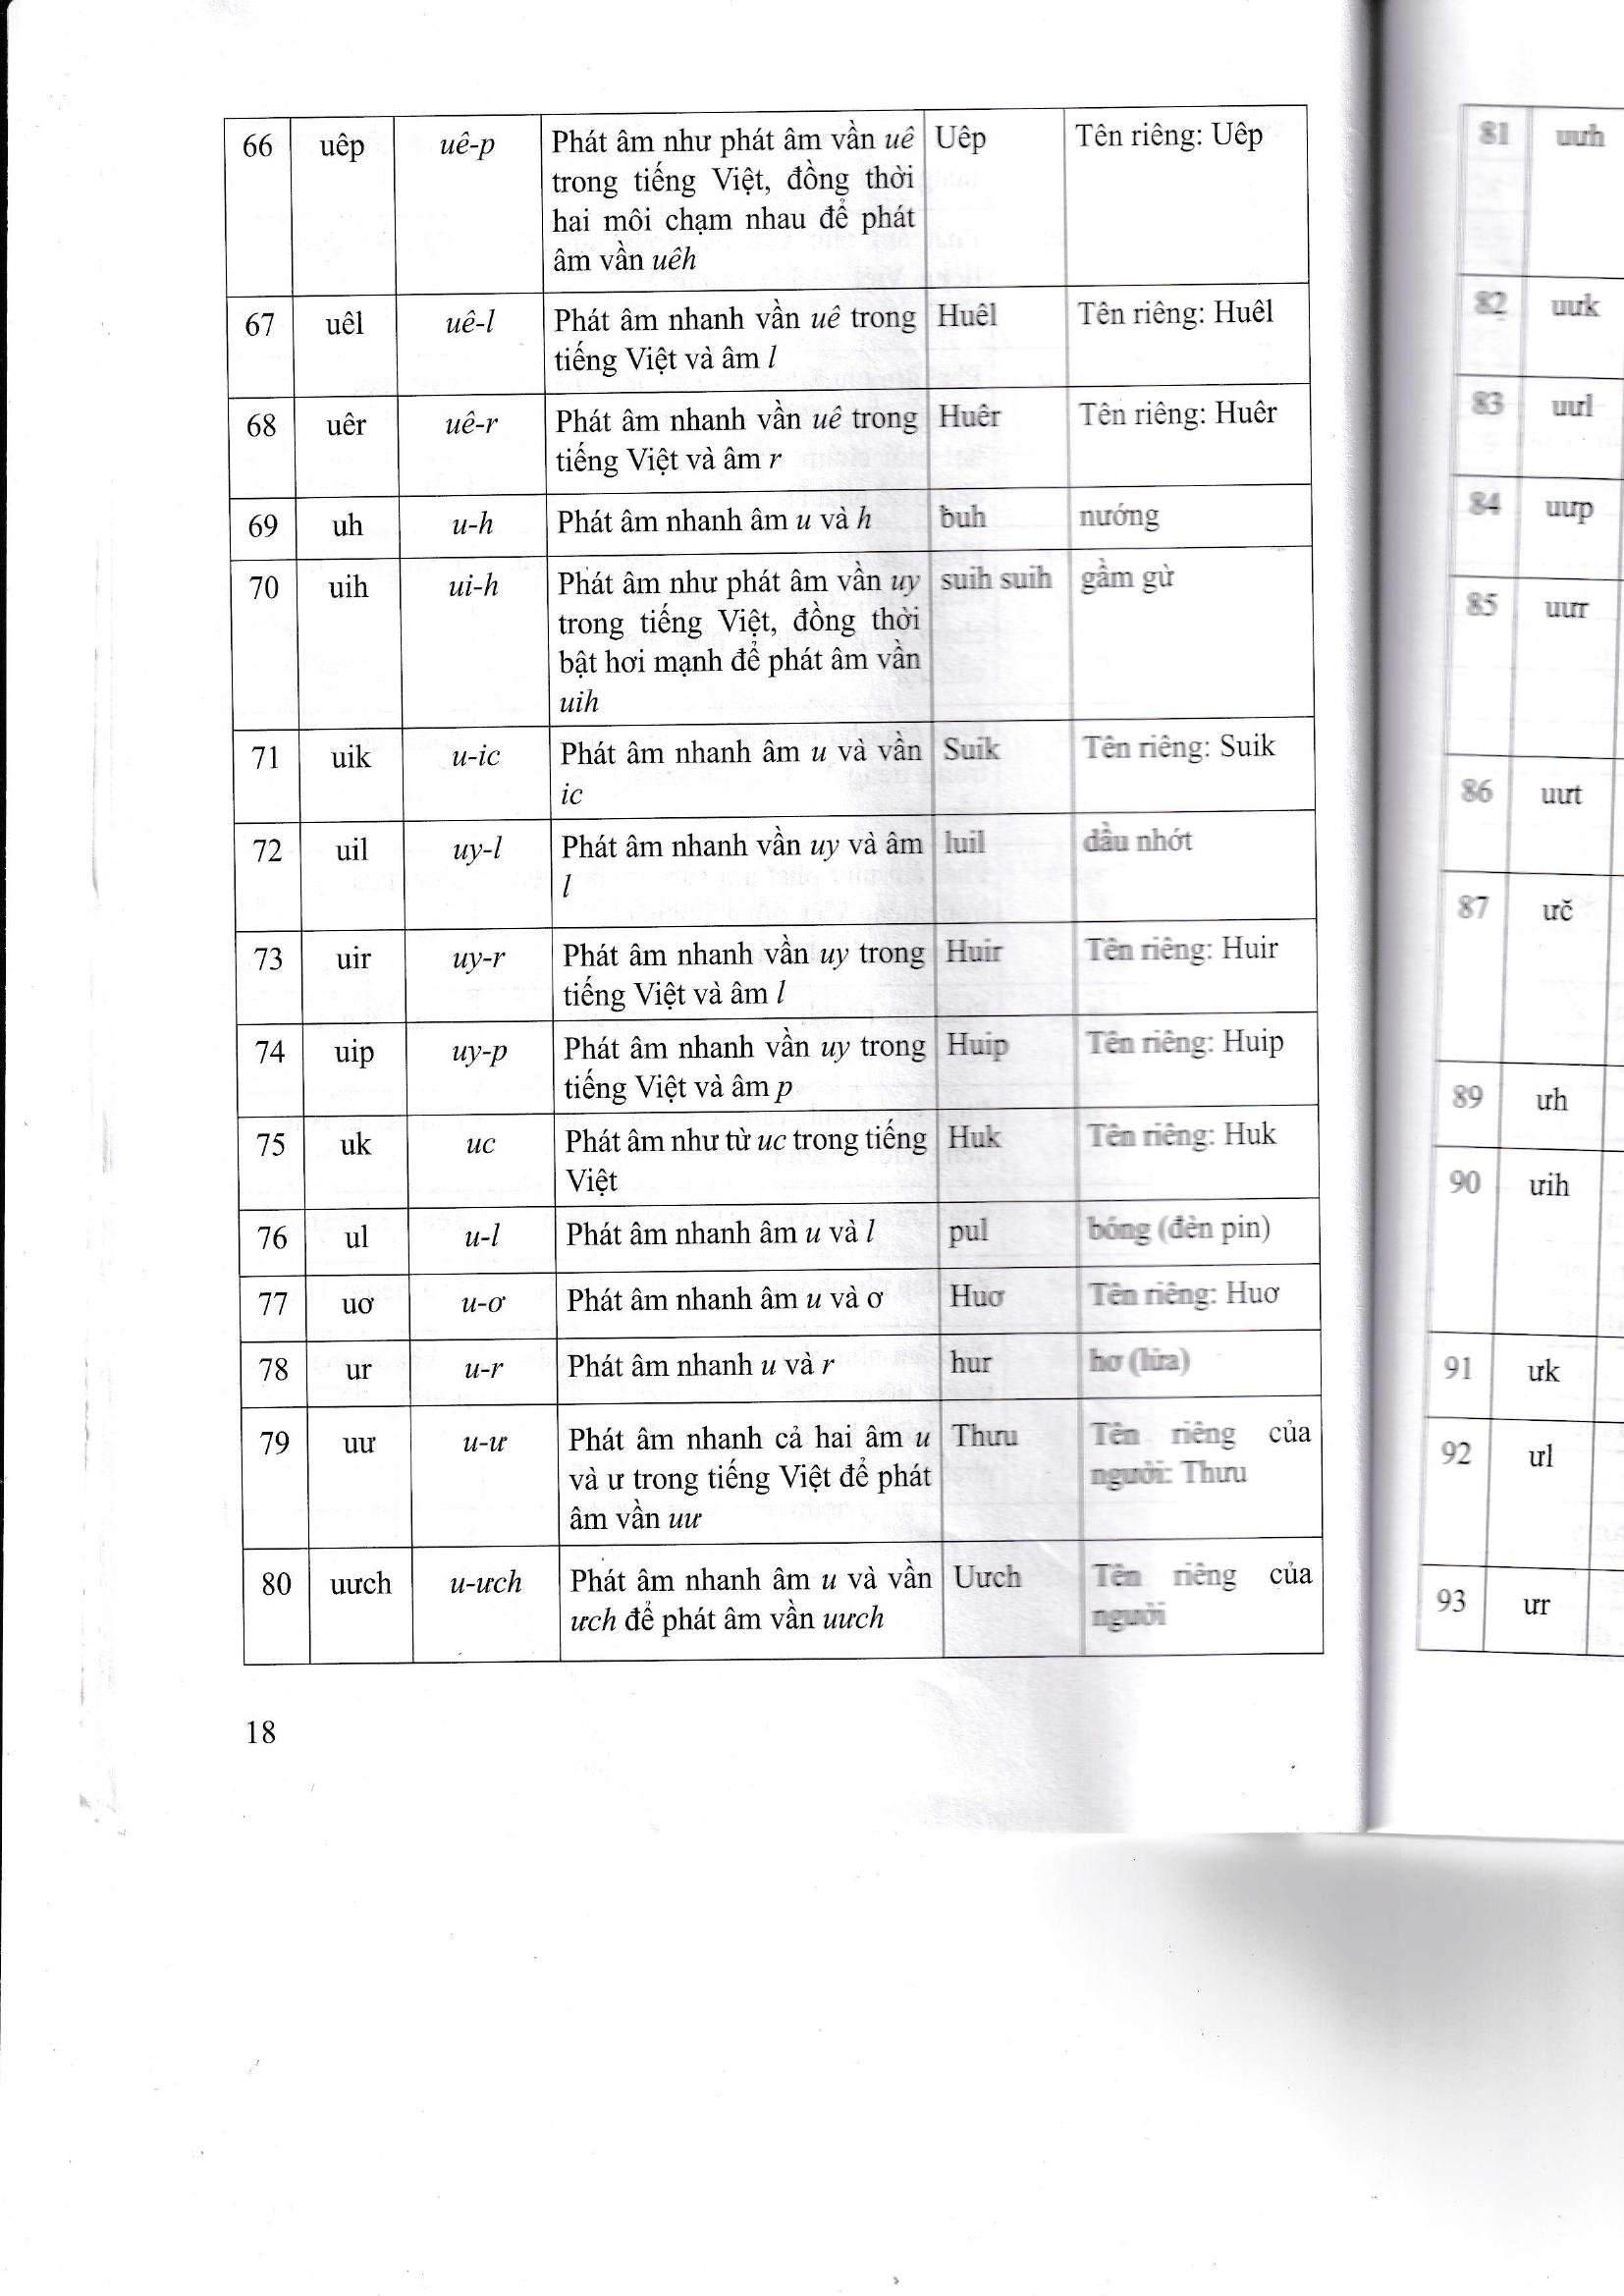 66 uêp uê-p Phát âm như phát âm vần uê Uêp Tên riêng: Uêp
trong tiếng Việt, đồng thời
hai môi chạm nhau để phát
âm vần uêh
67 uêl uê-l Phát âm nhanh vần uê trong Huêl Tên riêng: Huêl
tiếng Việt và âm l
68 uêr uê-r Phát âm nhanh vần uê trong Huêr Tên riêng: Huêr
tiếng Việt và âm r
69 uh u-h Phát âm nhanh âm u và h ƀuh nướng
70 uih ui-h Phát âm như phát âm vần uy suih suih gầm gừ
trong tiếng Việt, đồng thời
bật hơi mạnh để phát âm vần
uih
71 uik u-ic Phát âm nhanh âm u và vần Suik Tên riêng: Suik
ic
72 uil uy-l Phát âm nhanh vần uy và âm luil dầu nhớt
l
73 uir uy-r Phát âm nhanh vần uy trong Huir Tên riêng: Huir
tiếng Việt và âm l
74 uip uy-p Phát âm nhanh vần uy trong Huip Tên riêng: Huip
tiếng Việt và âm p
75 uk uc Phát âm như từ uc trong tiếng Huk Tên riêng: Huk
Việt
76 ul u-l Phát âm nhanh âm u và l pul bóng (đèn pin)
77 uơ u-ơ Phát âm nhanh âm u và ơ Huơ Tên riêng: Huơ
78 ur u-r Phát âm nhanh u và r hur hơ (lửa)
79 uư u-ư Phát âm nhanh cả hai âm u Thưu Tên riêng của
và ư trong tiếng Việt để phát người: Thưu
âm vần uư
80 uưch u-ưch Phát âm nhanh âm u và vần Uưch Tên riêng của
ưch để phát âm vần uưch người
18
81 uưh
82 uưk
83 uưl
84 uưp
85 uưr
86 uưt
87 ưč
89 ưh
90 ưih
91 ưk
92 ưl
93 ưr